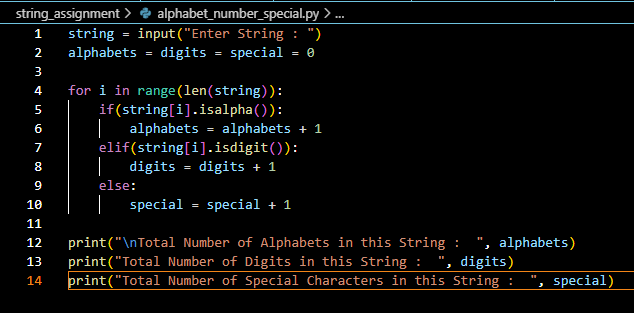 string_assignment > alphabet_number_special.py > ...
1 string = input("Enter String : ")
2 alphabets = digits = special = 0
3
4 for i in range(len(string)):
5     if(string[i].isalpha()):
6         alphabets = alphabets + 1
7     elif(string[i].isdigit()):
8         digits = digits + 1
9     else:
10         special = special + 1
11
12 print("\nTotal Number of Alphabets in this String :  ", alphabets)
13 print("Total Number of Digits in this String :  ", digits)
14 print("Total Number of Special Characters in this String :  ", special)